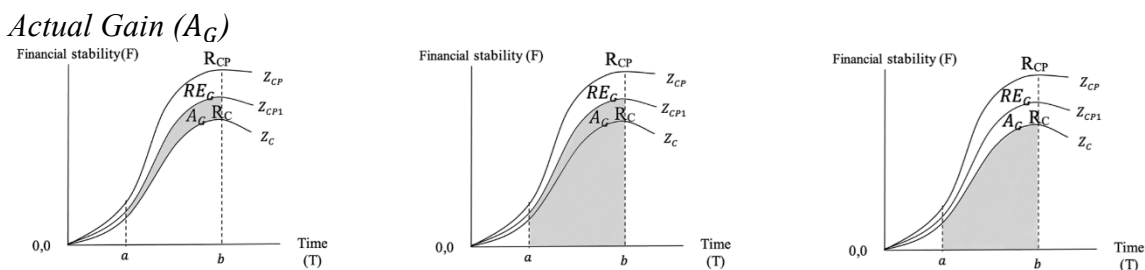 Actual Gain (A_G)
Financial stability(F)
R_CP
Z_CP
RE_G
Z_CP1
A_G R_C
Z_C
0,0
a
b
Time
(T)
Financial stability (F)
R_CP
Z_CP
RE_G
Z_CP1
A_G R_C
Z_C
0,0
a
b
Time
(T)
Financial stability (F)
R_CP
Z_CP
RE_G
Z_CP1
A_G R_C
Z_C
0,0
a
b
Time
(T)